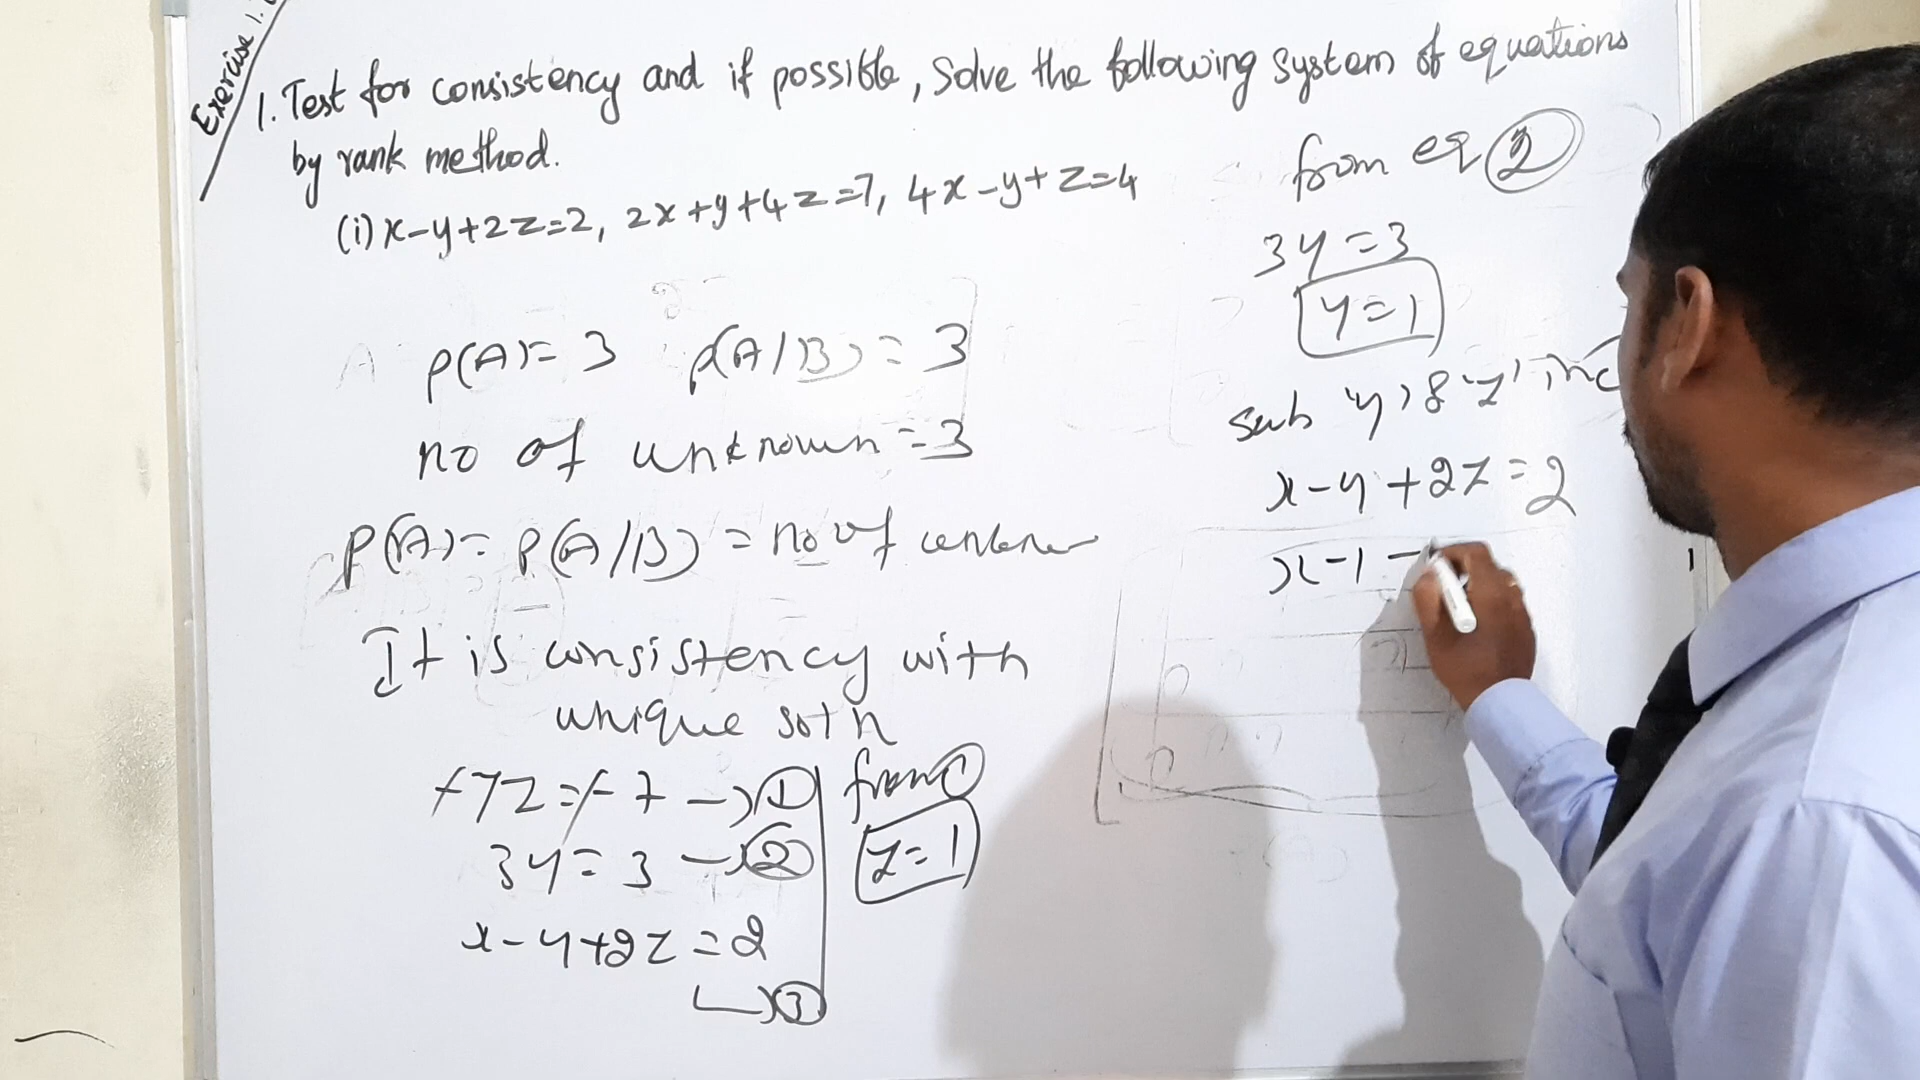 Exercise 1.
1. Test for consistency and if possible, Solve the following system of equations
by rank method.
(i) x-y+2z=2, 2x+y+4z=7, 4x-y+z=4
ρ(A)= 3 ρ(A/B)= 3
no of unknown =3
ρ(A)= ρ(A/B) = no of
It is consistency with
unique soln
-7z=-7 → ①
3y=3 → ②
x-y+2z=2
→ ③
from ①
z=1
from eq ②
3y=3
y=1
sub 'y' & 'z' in
x-y+2z=2
x-1